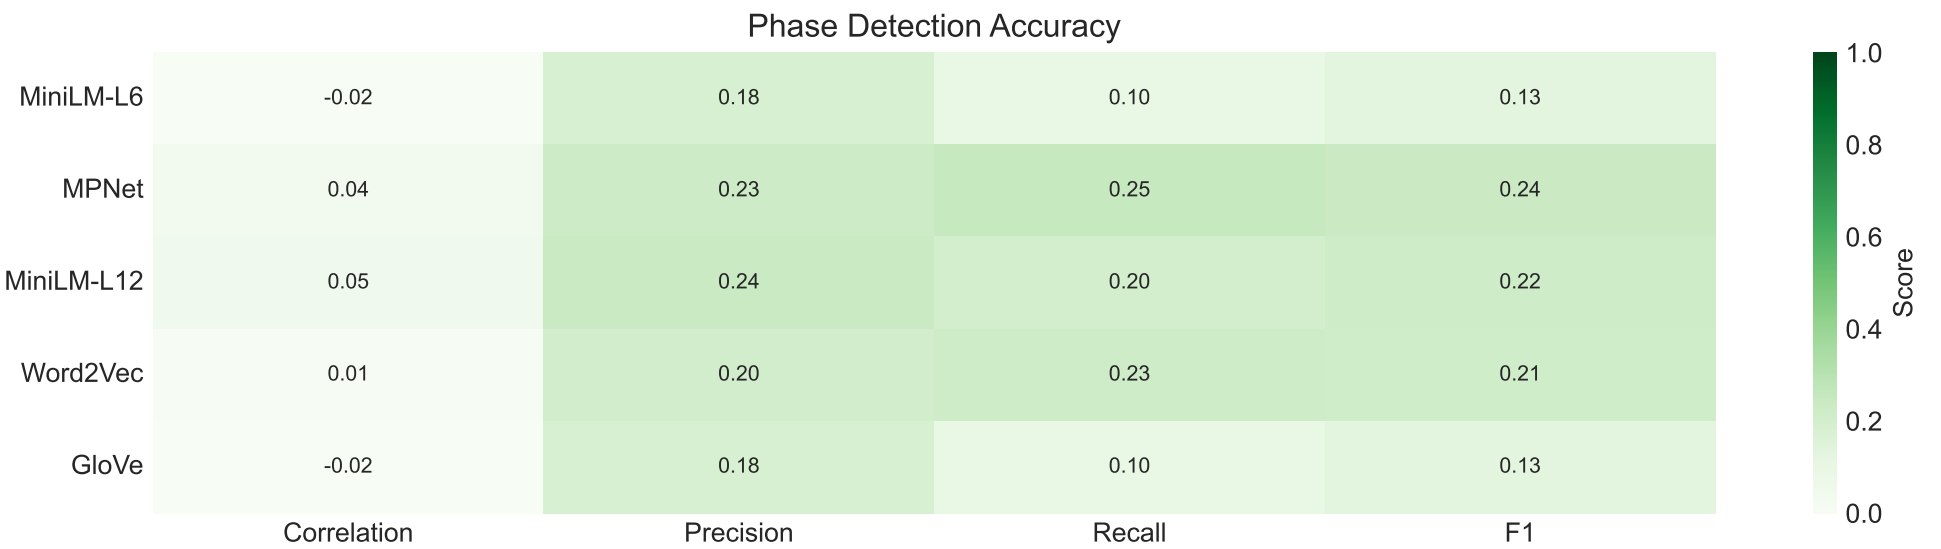 Phase Detection Accuracy
MiniLM-L6 -0.02 0.18 0.10 0.13
MPNet 0.04 0.23 0.25 0.24
MiniLM-L12 0.05 0.24 0.20 0.22
Word2Vec 0.01 0.20 0.23 0.21
GloVe -0.02 0.18 0.10 0.13
Correlation Precision Recall F1
1.0
0.8
0.6
0.4
0.2
0.0
Score